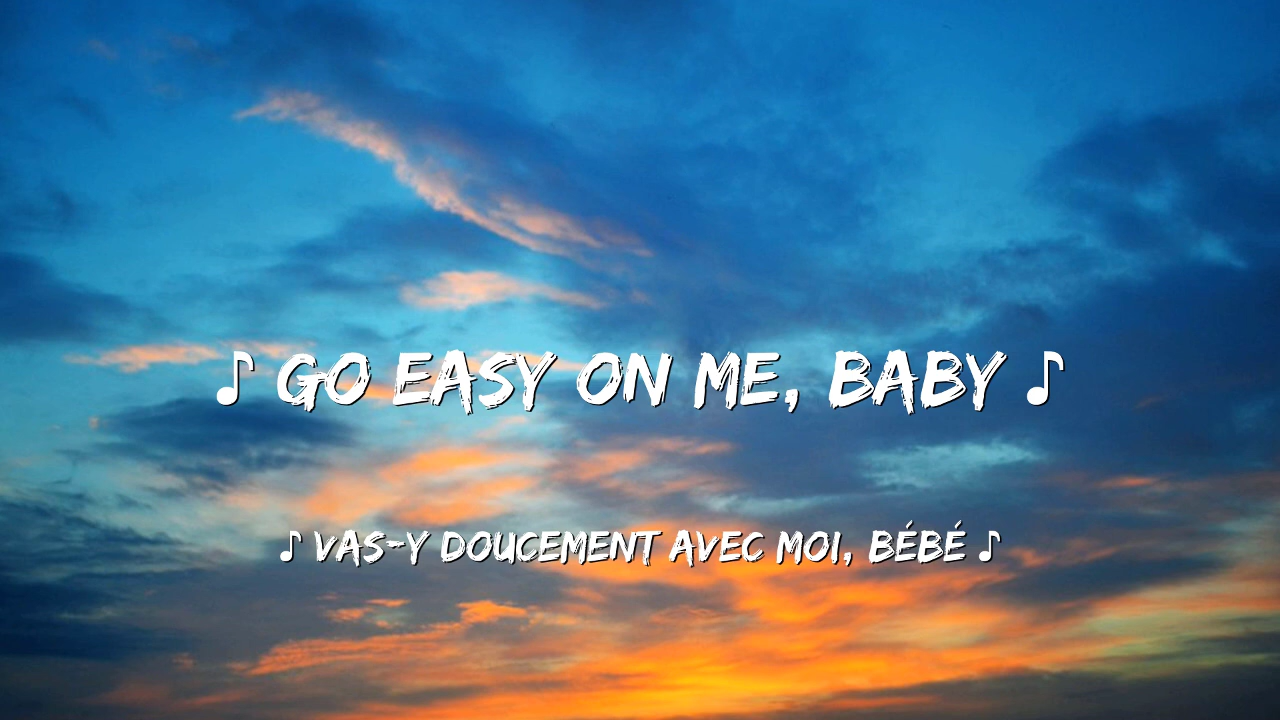 ♪ GO EASY ON ME, BABY ♪
♪ VAS-Y DOUCEMENT AVEC MOI, BÉBÉ ♪